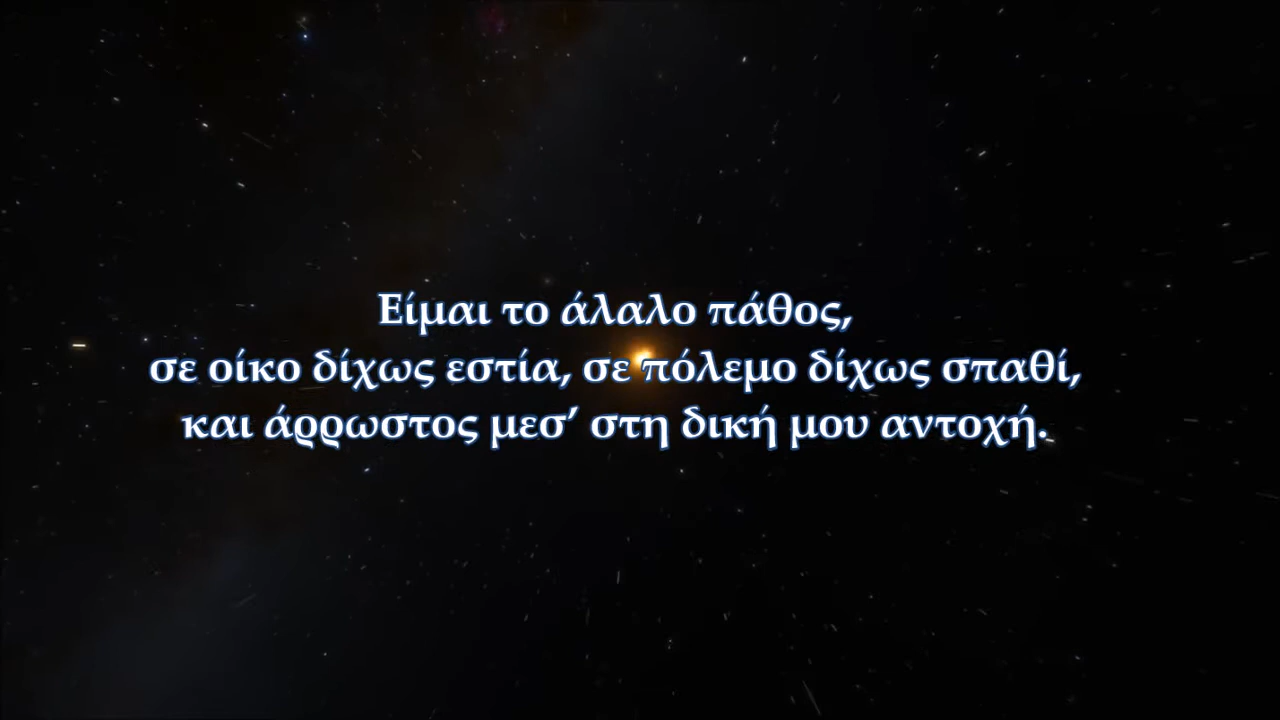 Είμαι το άλαλο πάθος,
σε οίκο δίχως εστία, σε πόλεμο δίχως σπαθί,
και άρρωστος μεσ’ στη δική μου αντοχή.